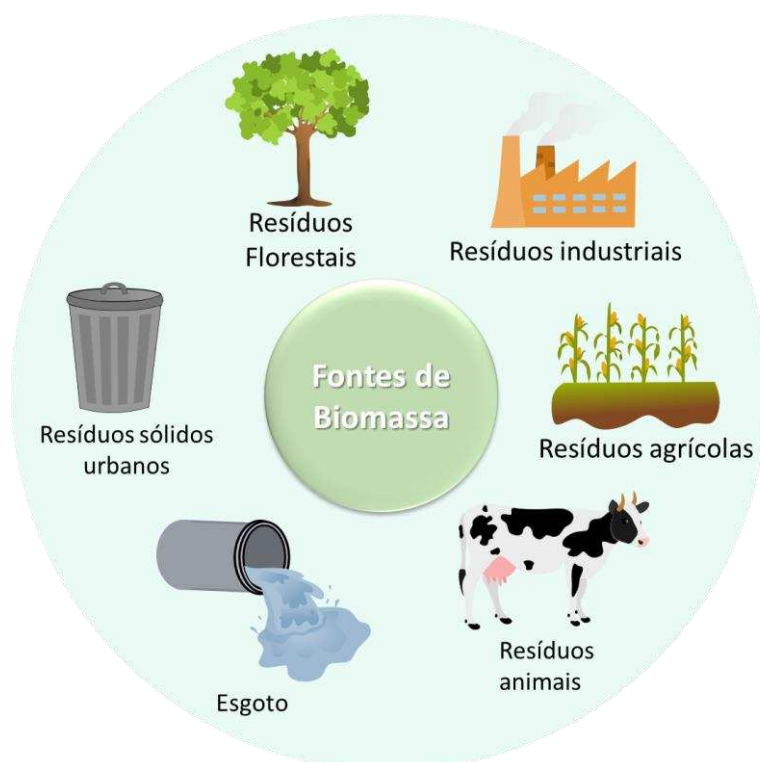 Resíduos
Florestais
Resíduos industriais
Fontes de
Biomassa
Resíduos sólidos
urbanos
Resíduos agrícolas
Resíduos
animais
Esgoto